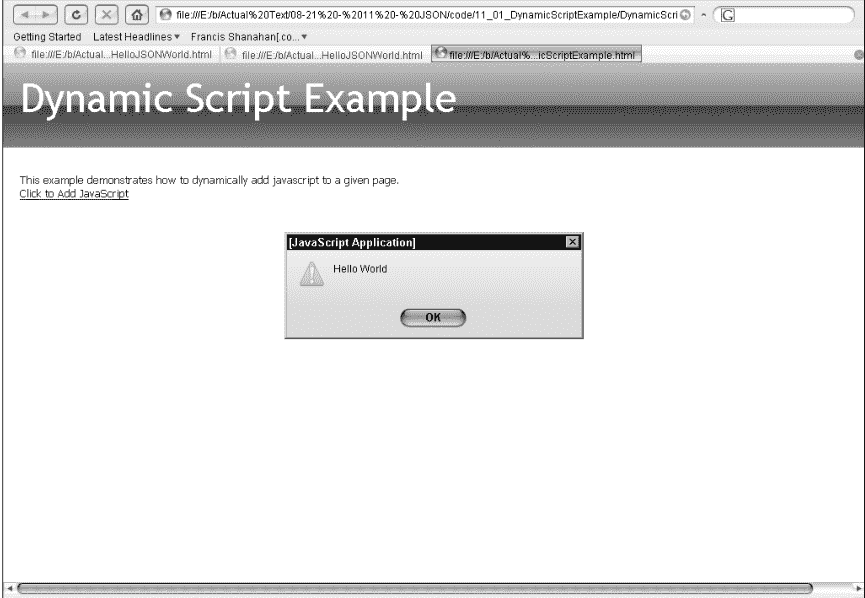 file:///E:/b/Actual%20Text/08-21%20-%2011%20-%20JSON/code/11_01_DynamicScriptExample/DynamicScri
G
Getting Started Latest Headlines Francis Shanahan[.co...
file:///E:/b/Actual...HelloJSONWorld.html file:///E:/b/Actual...HelloJSONWorld.html file:///E:/b/Actual%...icScriptExample.html
Dynamic Script Example
This example demonstrates how to dynamically add javascript to a given page.
Click to Add JavaScript
[JavaScript Application]
Hello World
OK